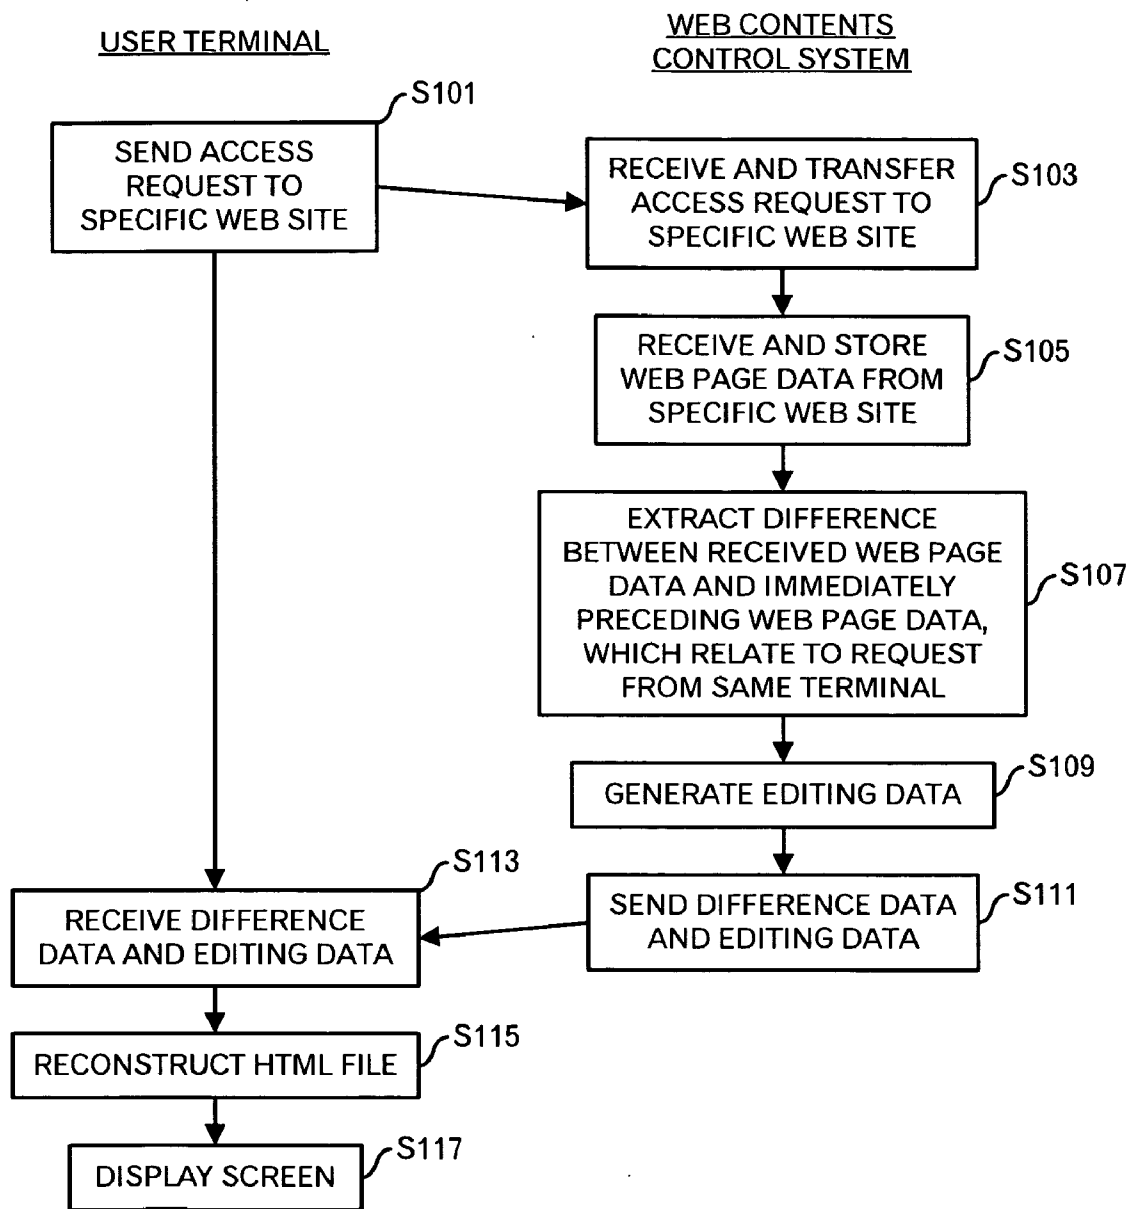 USER TERMINAL
WEB CONTENTS
CONTROL SYSTEM
S101
SEND ACCESS
REQUEST TO
SPECIFIC WEB SITE
S103
RECEIVE AND TRANSFER
ACCESS REQUEST TO
SPECIFIC WEB SITE
S105
RECEIVE AND STORE
WEB PAGE DATA FROM
SPECIFIC WEB SITE
S107
EXTRACT DIFFERENCE
BETWEEN RECEIVED WEB PAGE
DATA AND IMMEDIATELY
PRECEDING WEB PAGE DATA,
WHICH RELATE TO REQUEST
FROM SAME TERMINAL
S109
GENERATE EDITING DATA
S111
SEND DIFFERENCE DATA
AND EDITING DATA
S113
RECEIVE DIFFERENCE
DATA AND EDITING DATA
S115
RECONSTRUCT HTML FILE
S117
DISPLAY SCREEN